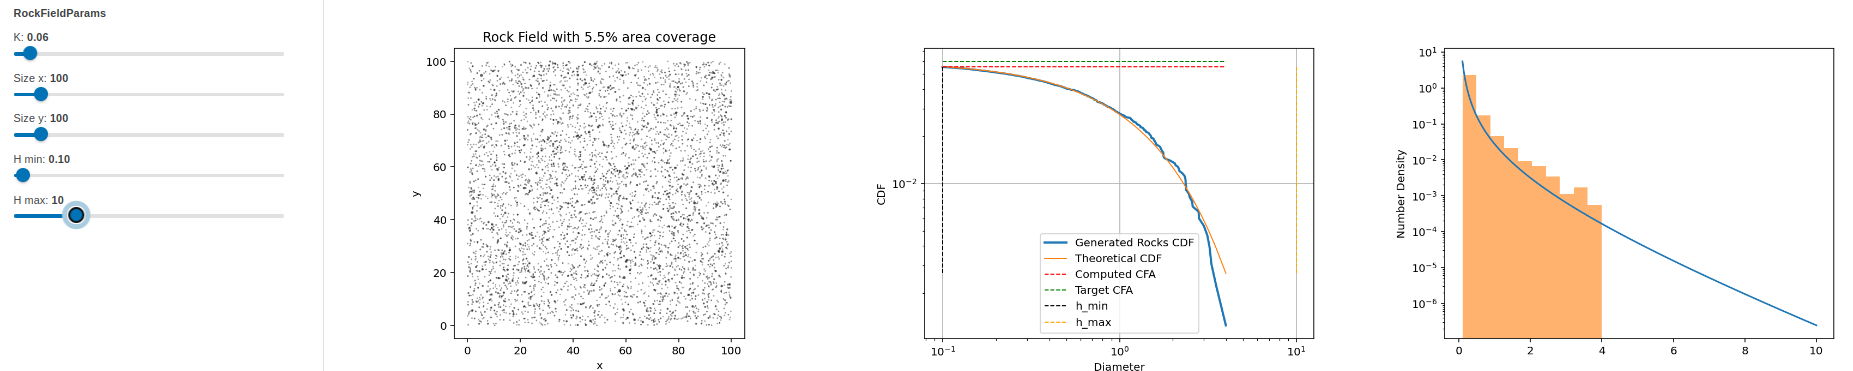 RockFieldParams
K: 0.06
Size x: 100
Size y: 100
H min: 0.10
H max: 10
Rock Field with 5.5% area coverage
100
80
60
40
20
0
y
0 20 40 60 80 100
x
CDF
10⁻²
Generated Rocks CDF
Theoretical CDF
Computed CFA
Target CFA
h_min
h_max
10⁻¹ 10⁰ 10¹
Diameter
Number Density
10¹
10⁰
10⁻¹
10⁻²
10⁻³
10⁻⁴
10⁻⁵
10⁻⁶
0 2 4 6 8 10